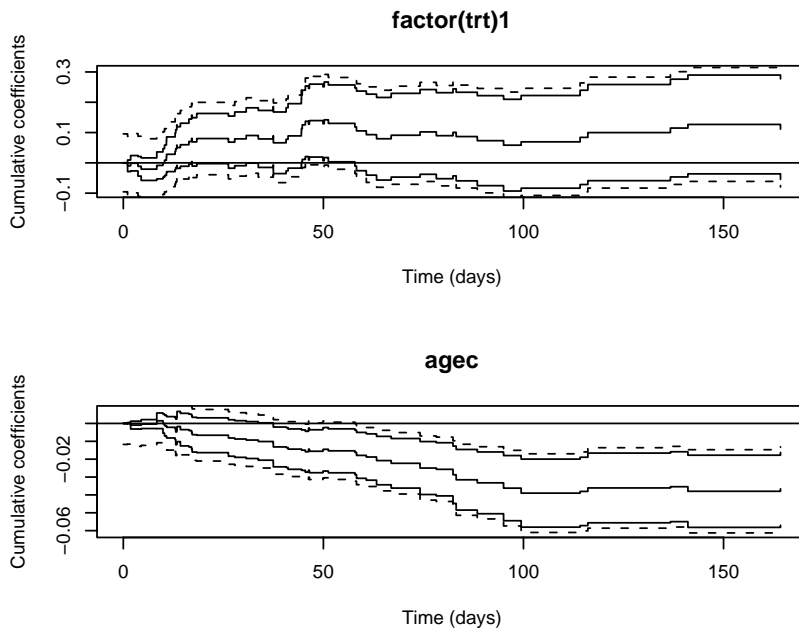 factor(trt)1
Cumulative coefficients
0.3
0.1
−0.1
0 50 100 150
Time (days)
agec
Cumulative coefficients
−0.02
−0.06
0 50 100 150
Time (days)